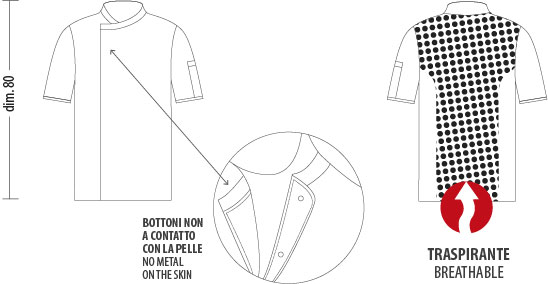 dim. 80
BOTTONI NON
A CONTATTO
CON LA PELLE
NO METAL
ON THE SKIN
TRASPIRANTE
BREATHABLE